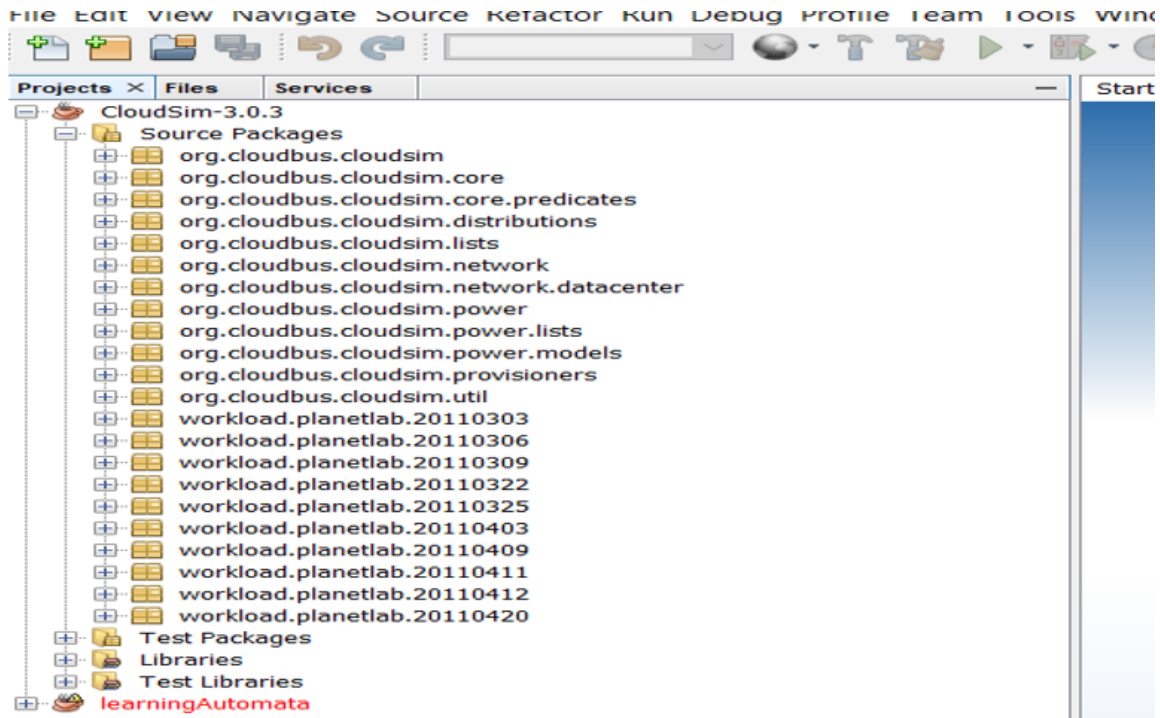 File Edit View Navigate Source Refactor Run Debug Profile Team Tools Wind
Projects Files Services Start
CloudSim-3.0.3
Source Packages
org.cloudbus.cloudsim
org.cloudbus.cloudsim.core
org.cloudbus.cloudsim.core.predicates
org.cloudbus.cloudsim.distributions
org.cloudbus.cloudsim.lists
org.cloudbus.cloudsim.network
org.cloudbus.cloudsim.network.datacenter
org.cloudbus.cloudsim.power
org.cloudbus.cloudsim.power.lists
org.cloudbus.cloudsim.power.models
org.cloudbus.cloudsim.provisioners
org.cloudbus.cloudsim.util
workload.planetlab.20110303
workload.planetlab.20110306
workload.planetlab.20110309
workload.planetlab.20110322
workload.planetlab.20110325
workload.planetlab.20110403
workload.planetlab.20110409
workload.planetlab.20110411
workload.planetlab.20110412
workload.planetlab.20110420
Test Packages
Libraries
Test Libraries
learningAutomata